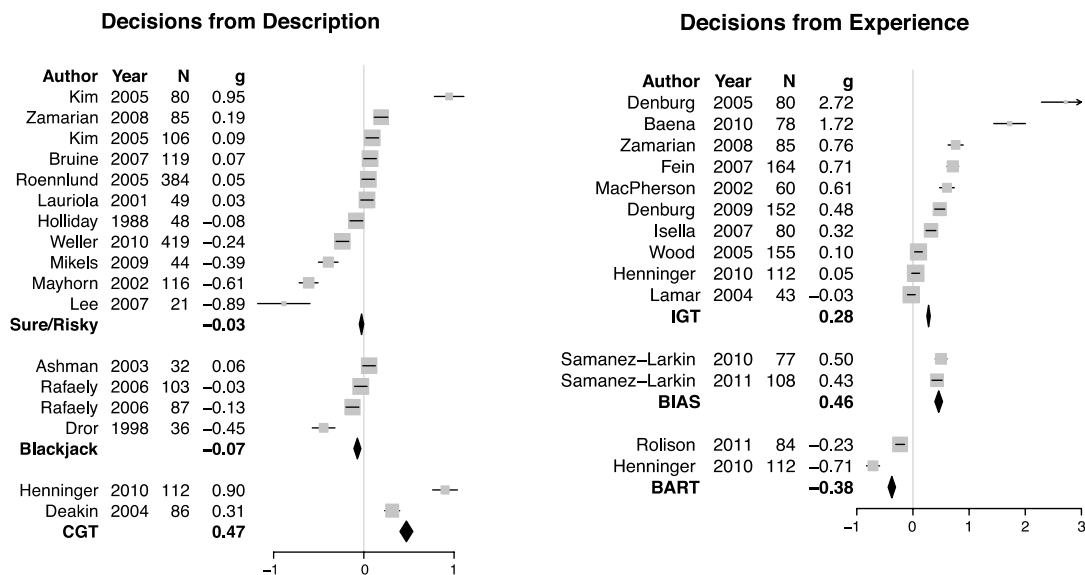 Decisions from Description
Author Year N g
Kim 2005 80 0.95
Zamarian 2008 85 0.19
Kim 2005 106 0.09
Bruine 2007 119 0.07
Roennlund 2005 384 0.05
Lauriola 2001 49 0.03
Holliday 1988 48 −0.08
Weller 2010 419 −0.24
Mikels 2009 44 −0.39
Mayhorn 2002 116 −0.61
Lee 2007 21 −0.89
Sure/Risky −0.03
Ashman 2003 32 0.06
Rafaely 2006 103 −0.03
Rafaely 2006 87 −0.13
Dror 1998 36 −0.45
Blackjack −0.07
Henninger 2010 112 0.90
Deakin 2004 86 0.31
CGT 0.47
−1 0 1
Decisions from Experience
Author Year N g
Denburg 2005 80 2.72
Baena 2010 78 1.72
Zamarian 2008 85 0.76
Fein 2007 164 0.71
MacPherson 2002 60 0.61
Denburg 2009 152 0.48
Isella 2007 80 0.32
Wood 2005 155 0.10
Henninger 2010 112 0.05
Lamar 2004 43 −0.03
IGT 0.28
Samanez−Larkin 2010 77 0.50
Samanez−Larkin 2011 108 0.43
BIAS 0.46
Rolison 2011 84 −0.23
Henninger 2010 112 −0.71
BART −0.38
−1 0 1 2 3